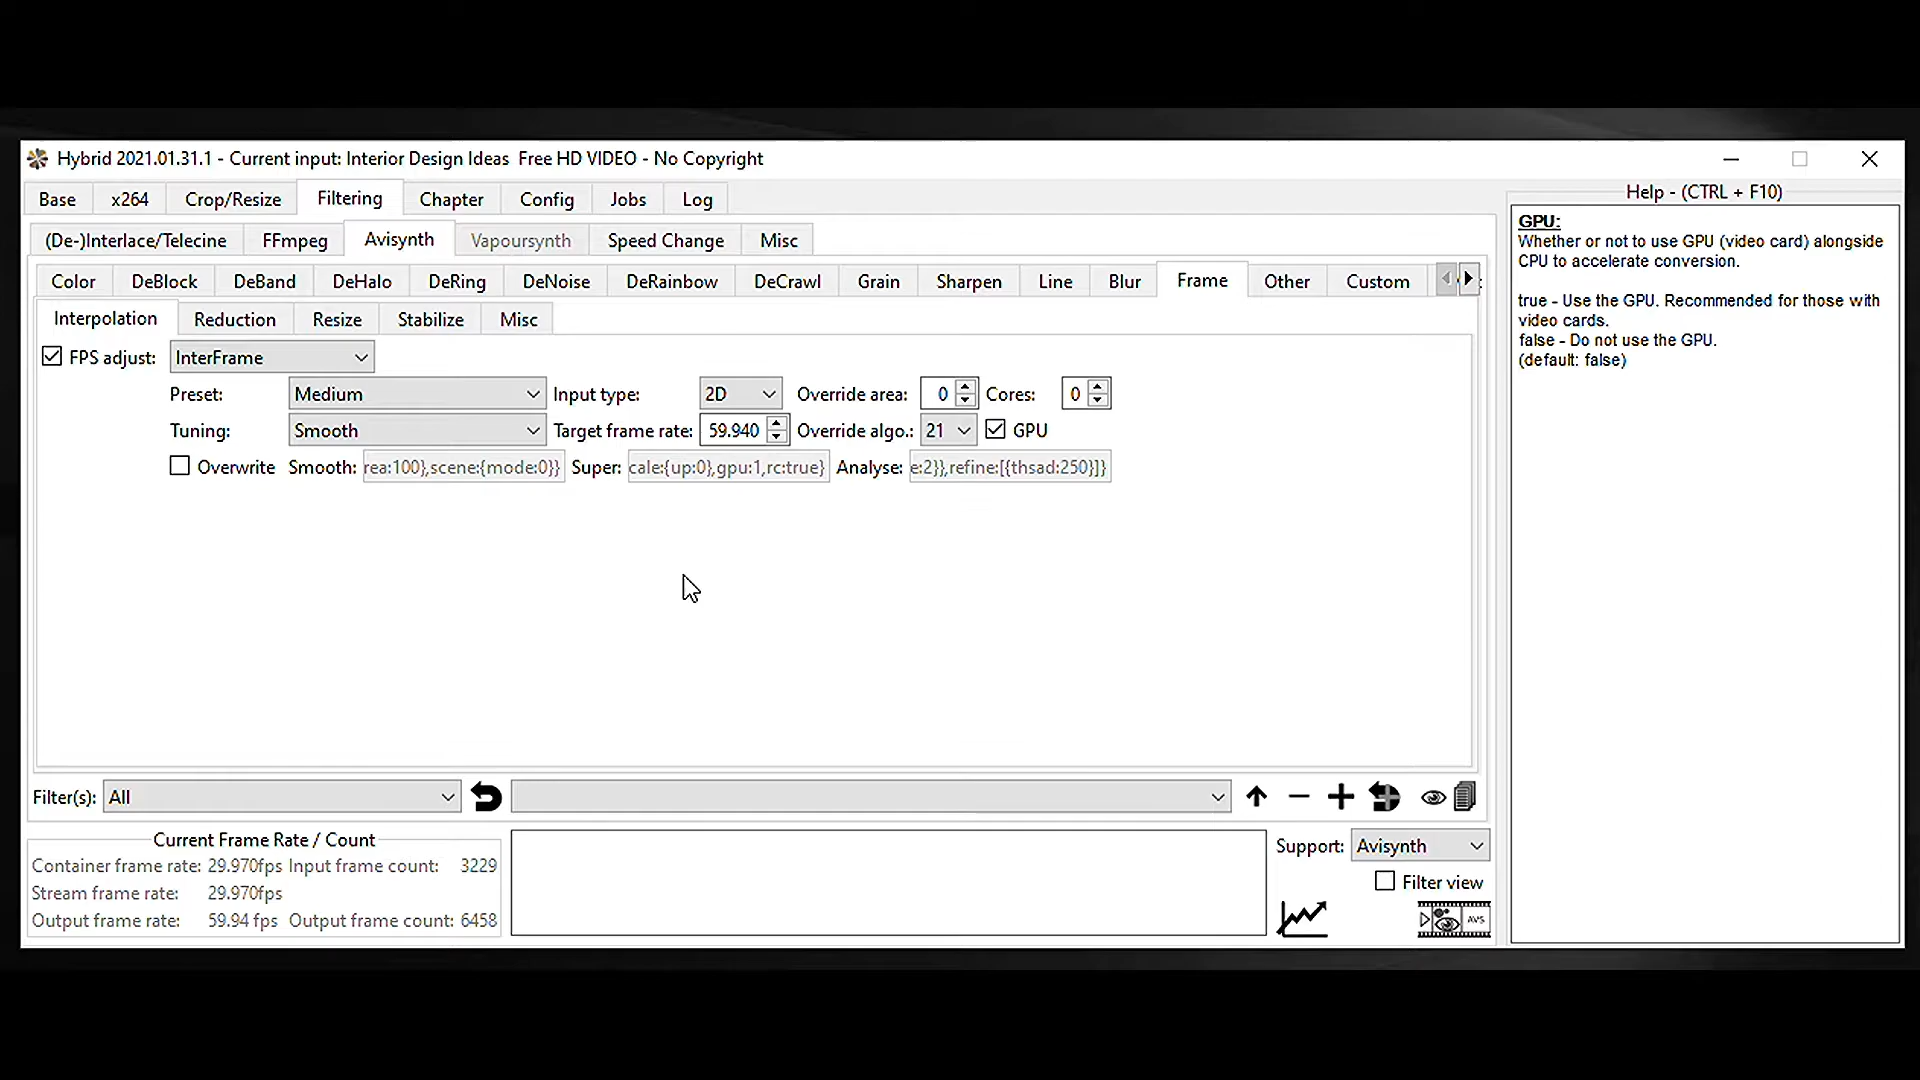 Hybrid 2021.01.31.1 - Current input: Interior Design Ideas  Free HD VIDEO - No Copyright
Base x264 Crop/Resize Filtering Chapter Config Jobs Log
(De-)Interlace/Telecine FFmpeg Avisynth Vapoursynth Speed Change Misc
Color DeBlock DeBand DeHalo DeRing DeNoise DeRainbow DeCrawl Grain Sharpen Line Blur Frame Other Custom
Interpolation Reduction Resize Stabilize Misc
FPS adjust: InterFrame
Preset: Medium Input type: 2D Override area: 0 Cores: 0
Tuning: Smooth Target frame rate: 59.940 Override algo.: 21 GPU
Overwrite Smooth: rea:100},scene:{mode:0}} Super: cale:{up:0},gpu:1,rc:true} Analyse: e:2}},refine:[{thsad:250}]}
Filter(s): All
Current Frame Rate / Count
Container frame rate: 29.970fps Input frame count: 3229
Stream frame rate: 29.970fps
Output frame rate: 59.94 fps Output frame count: 6458
Support: Avisynth
Filter view
AVS
Help - (CTRL + F10)
GPU:
Whether or not to use GPU (video card) alongside
CPU to accelerate conversion.
true - Use the GPU. Recommended for those with
video cards.
false - Do not use the GPU.
(default: false)